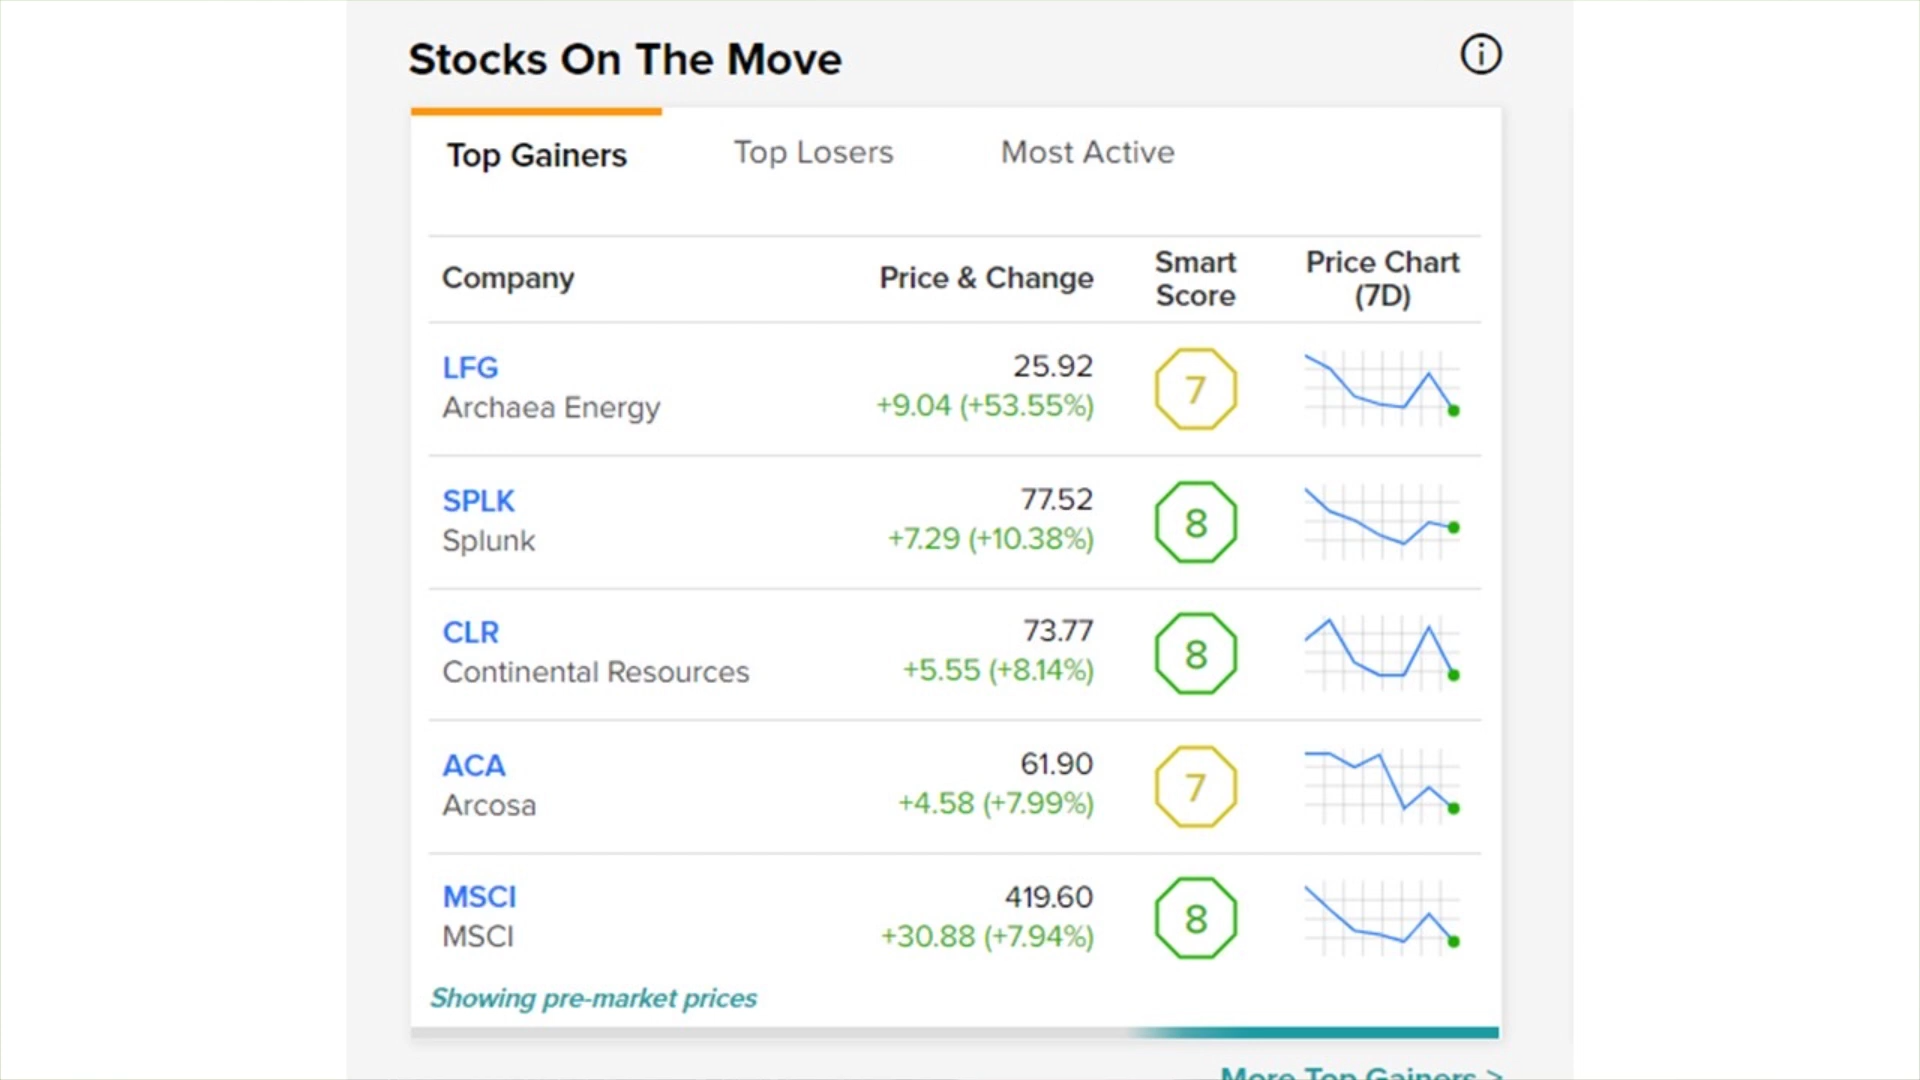 Stocks On The Move
Top Gainers Top Losers Most Active
Company Price & Change Smart Score Price Chart (7D)
LFG 25.92
Archaea Energy +9.04 (+53.55%) 7
SPLK 77.52
Splunk +7.29 (+10.38%) 8
CLR 73.77
Continental Resources +5.55 (+8.14%) 8
ACA 61.90
Arcosa +4.58 (+7.99%) 7
MSCI 419.60
MSCI +30.88 (+7.94%) 8
Showing pre-market prices
More Top Gainers >